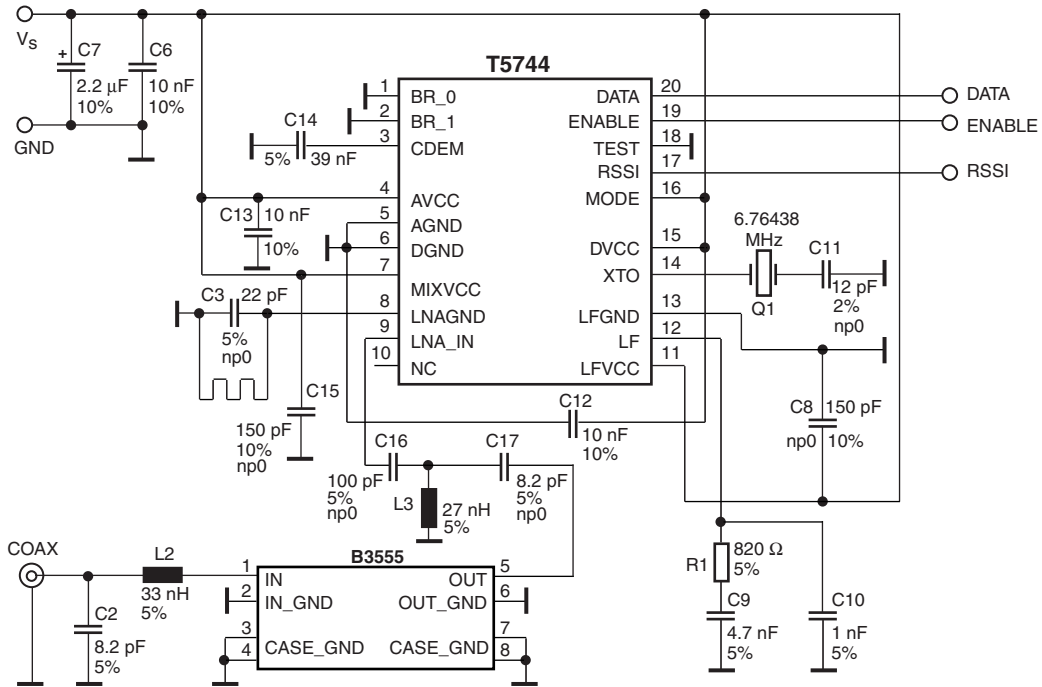 VS
C7
2.2 µF
10%
+
C6
10 nF
10%
GND
T5744
1
BR_0
2
BR_1
3
CDEM
4
AVCC
5
AGND
6
DGND
7
MIXVCC
8
LNAGND
9
LNA_IN
10
NC
DATA
20
ENABLE
19
TEST
18
RSSI
17
MODE
16
DVCC
15
XTO
14
LFGND
13
LF
12
LFVCC
11
DATA
ENABLE
RSSI
C14
5%
39 nF
C13
10 nF
10%
C3
22 pF
5%
np0
C15
150 pF
10%
np0
6.76438
MHz
Q1
C11
12 pF
2%
np0
C12
10 nF
10%
C8
150 pF
np0
10%
C16
100 pF
5%
np0
C17
8.2 pF
5%
np0
L3
27 nH
5%
COAX
L2
33 nH
5%
C2
8.2 pF
5%
B3555
1
IN
2
IN_GND
3
4
CASE_GND
OUT
5
OUT_GND
6
CASE_GND
7
8
R1
820 Ω
5%
C9
4.7 nF
5%
C10
1 nF
5%